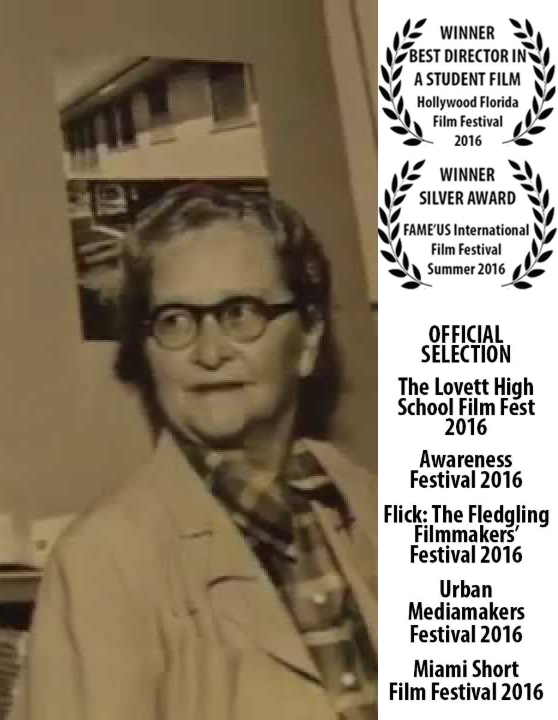 WINNER
BEST DIRECTOR IN
A STUDENT FILM
Hollywood Florida
Film Festival
2016
WINNER
SILVER AWARD
FAME'US International
Film Festival
Summer 2016
OFFICIAL
SELECTION
The Lovett High
School Film Fest
2016
Awareness
Festival 2016
Flick: The Fledgling
Filmmakers'
Festival 2016
Urban
Mediamakers
Festival 2016
Miami Short
Film Festival 2016